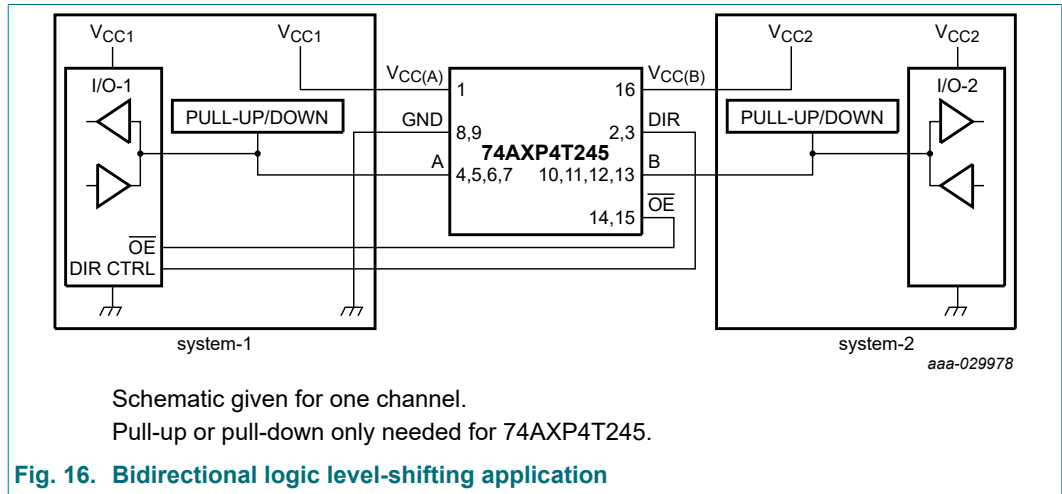 VCC1
VCC1
VCC2
VCC2
I/O-1
PULL-UP/DOWN
VCC(A)
1
16
VCC(B)
PULL-UP/DOWN
I/O-2
GND
8,9
2,3
DIR
74AXP4T245
A
4,5,6,7
10,11,12,13
B
14,15
OE
OE
DIR CTRL
system-1
system-2
aaa-029978
Schematic given for one channel.
Pull-up or pull-down only needed for 74AXP4T245.
Fig. 16. Bidirectional logic level-shifting application